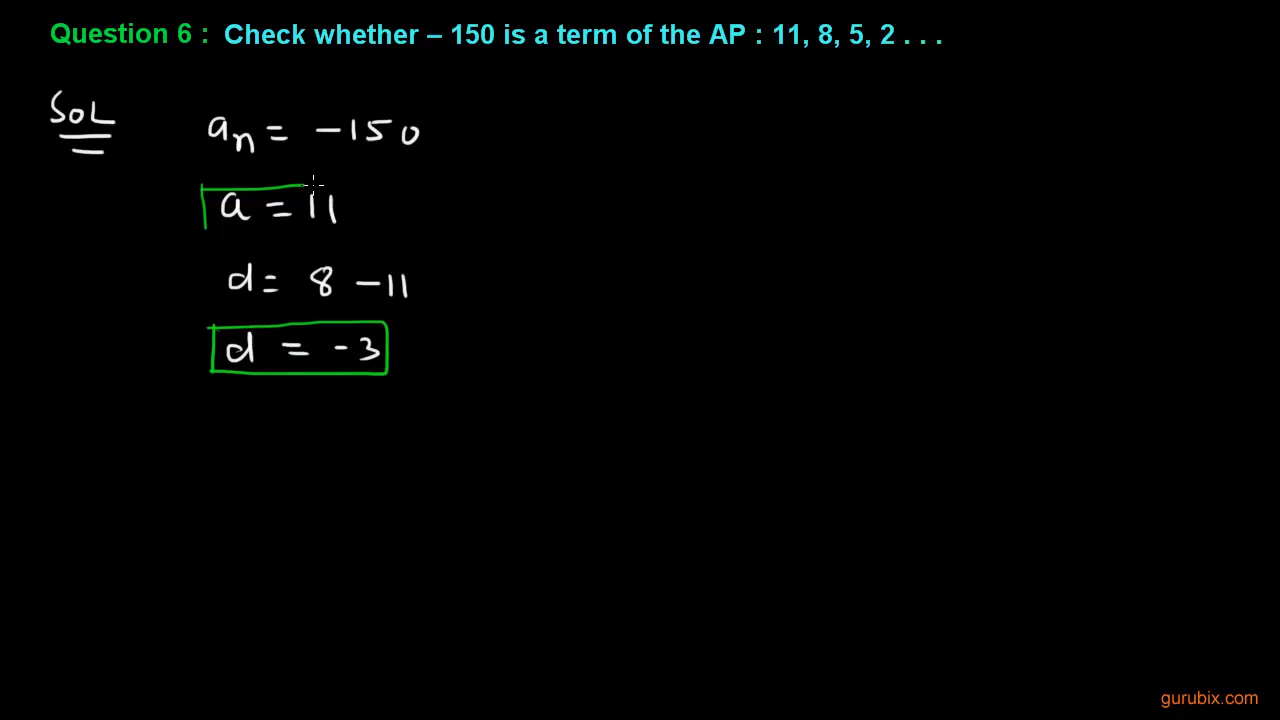 Question 6 : Check whether – 150 is a term of the AP : 11, 8, 5, 2 . . .
SOL
aₙ = -150
a = 11
d = 8 - 11
d = -3
gurubix.com